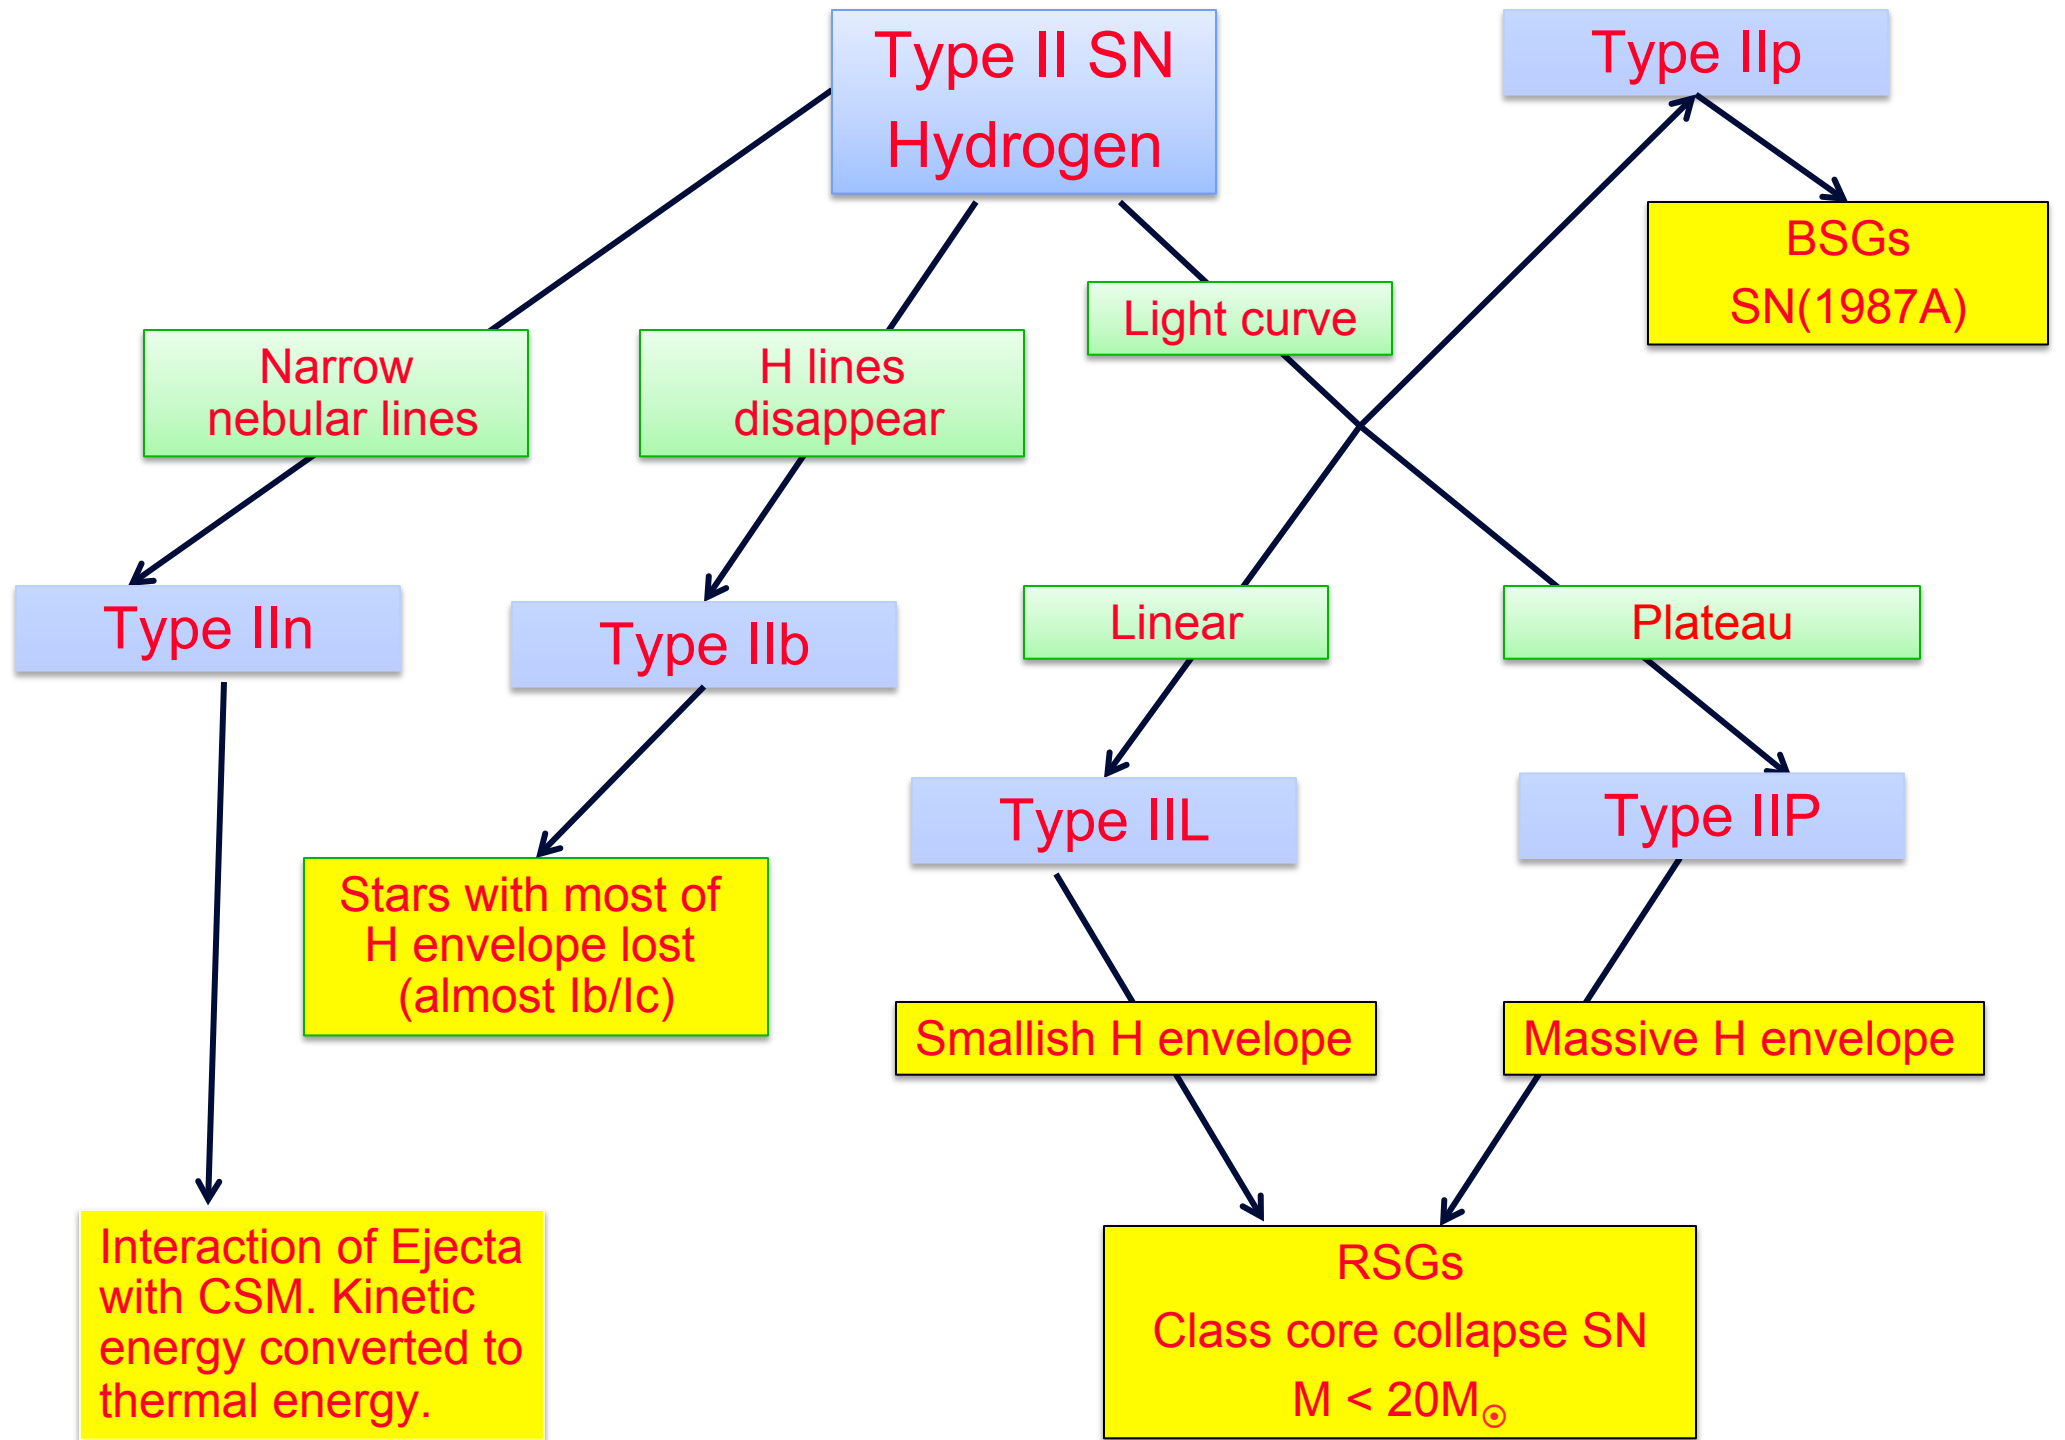 Type II SN
Hydrogen
Type IIp
BSGs
SN(1987A)
Light curve
Narrow
nebular lines
H lines
disappear
Type IIn
Type IIb
Linear
Plateau
Type IIL
Type IIP
Stars with most of
H envelope lost
(almost Ib/Ic)
Smallish H envelope
Massive H envelope
Interaction of Ejecta
with CSM. Kinetic
energy converted to
thermal energy.
RSGs
Class core collapse SN
M < 20M☉